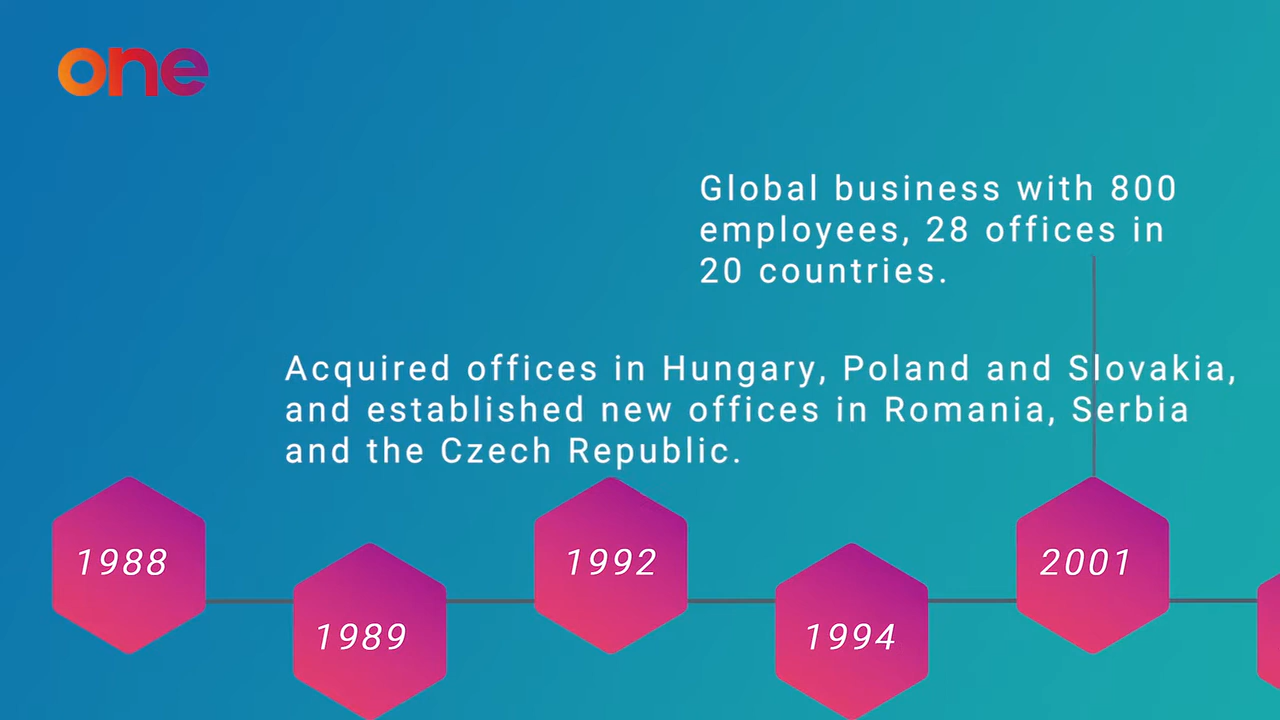 one
Global business with 800
employees, 28 offices in
20 countries.
Acquired offices in Hungary, Poland and Slovakia,
and established new offices in Romania, Serbia
and the Czech Republic.
1988
1989
1992
1994
2001